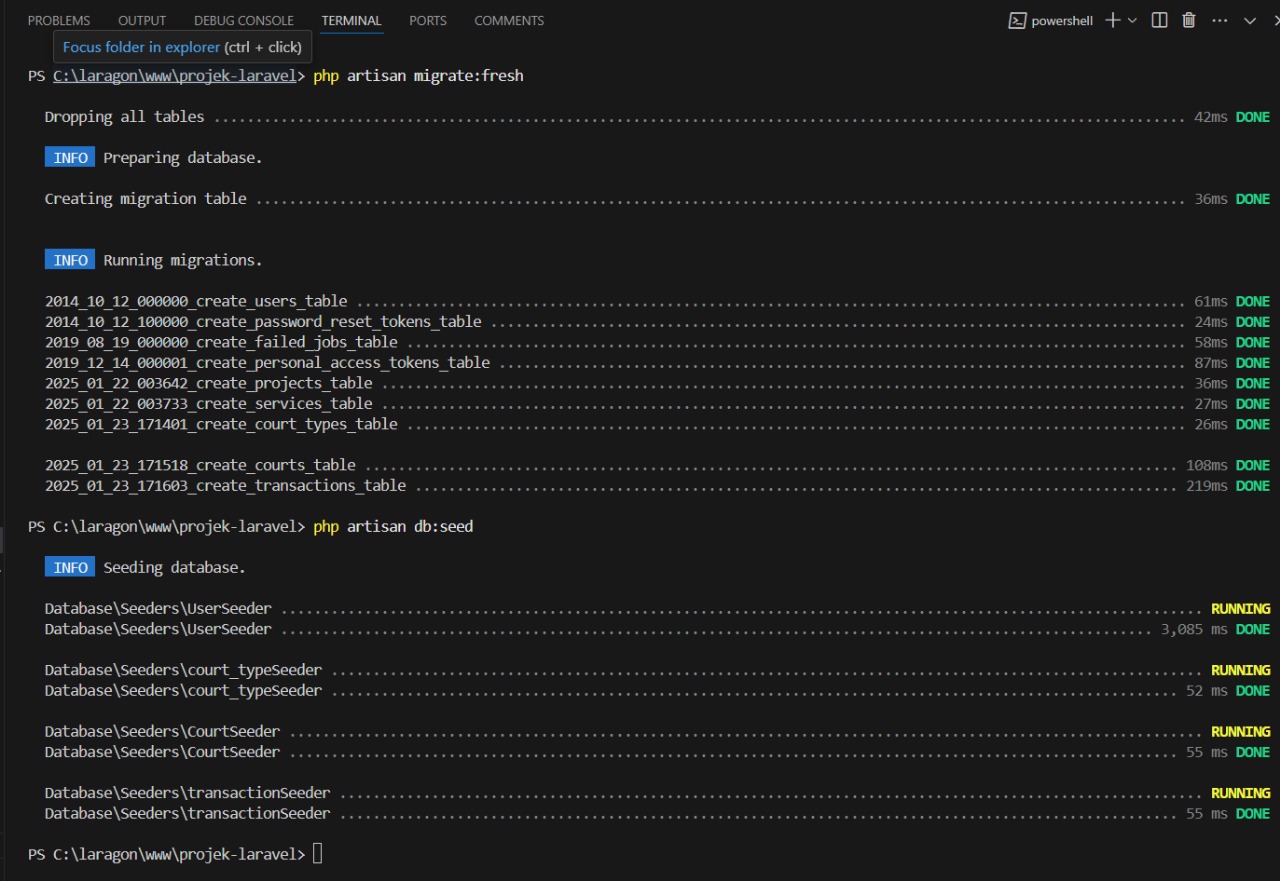 PROBLEMS OUTPUT DEBUG CONSOLE TERMINAL PORTS COMMENTS powershell
Focus folder in explorer (ctrl + click)
PS C:\laragon\www\projek-laravel> php artisan migrate:fresh
Dropping all tables .................................................................................................................... 42ms DONE
INFO Preparing database.
Creating migration table ............................................................................................................... 36ms DONE
INFO Running migrations.
2014_10_12_000000_create_users_table ................................................................................................... 61ms DONE
2014_10_12_100000_create_password_reset_tokens_table ................................................................................... 24ms DONE
2019_08_19_000000_create_failed_jobs_table ............................................................................................. 58ms DONE
2019_12_14_000001_create_personal_access_tokens_table .................................................................................. 87ms DONE
2025_01_22_003642_create_projects_table ................................................................................................ 36ms DONE
2025_01_22_003733_create_services_table ................................................................................................ 27ms DONE
2025_01_23_171401_create_court_types_table ............................................................................................. 26ms DONE
2025_01_23_171518_create_courts_table ................................................................................................. 108ms DONE
2025_01_23_171603_create_transactions_table ........................................................................................... 219ms DONE
PS C:\laragon\www\projek-laravel> php artisan db:seed
INFO Seeding database.
Database\Seeders\UserSeeder .............................................................................................................. RUNNING
Database\Seeders\UserSeeder ........................................................................................................ 3,085 ms DONE
Database\Seeders\court_typeSeeder ........................................................................................................ RUNNING
Database\Seeders\court_typeSeeder ..................................................................................................... 52 ms DONE
Database\Seeders\CourtSeeder ............................................................................................................. RUNNING
Database\Seeders\CourtSeeder .......................................................................................................... 55 ms DONE
Database\Seeders\transactionSeeder ....................................................................................................... RUNNING
Database\Seeders\transactionSeeder .................................................................................................... 55 ms DONE
PS C:\laragon\www\projek-laravel>